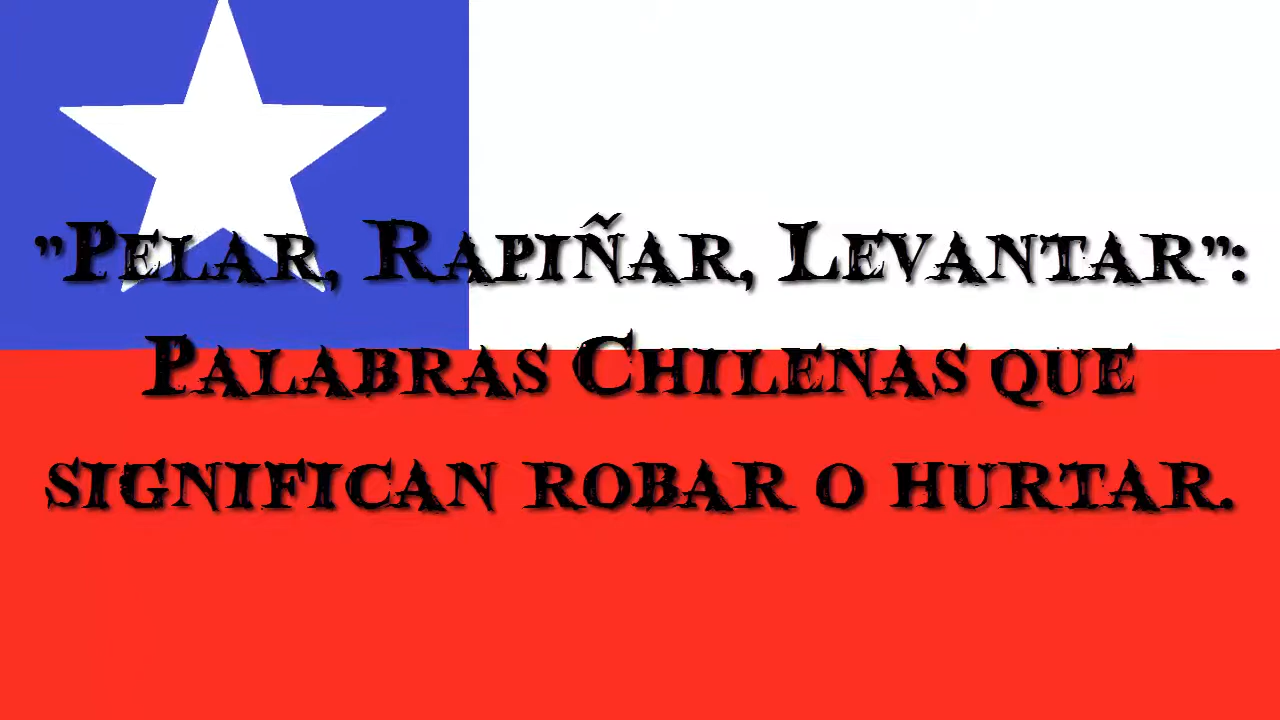 "Pelar, Rapiñar, Levantar":
Palabras Chilenas que
significan robar o hurtar.